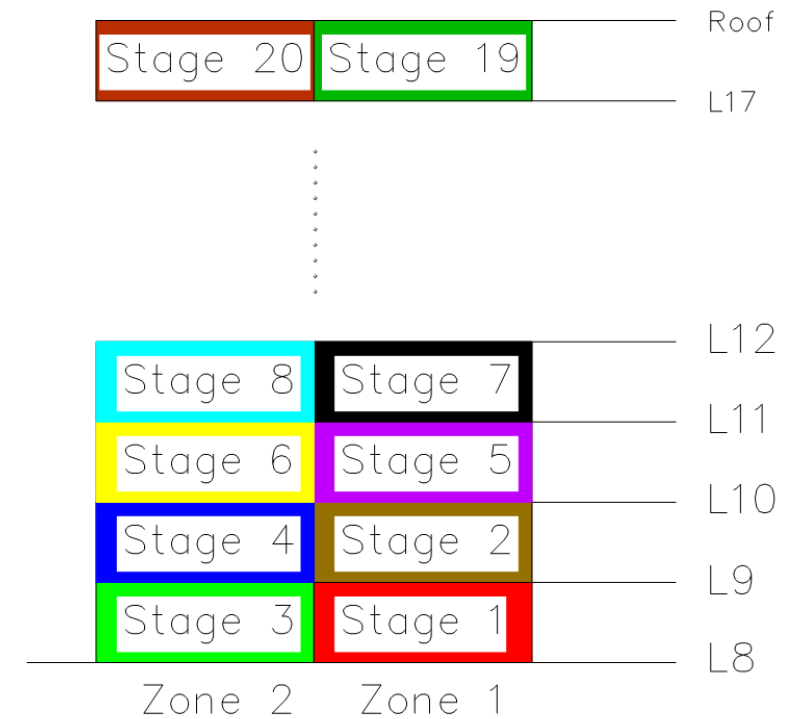 Roof
Stage 20 Stage 19
L17
L12
Stage 8 Stage 7
L11
Stage 6 Stage 5
L10
Stage 4 Stage 2
L9
Stage 3 Stage 1
L8
Zone 2 Zone 1